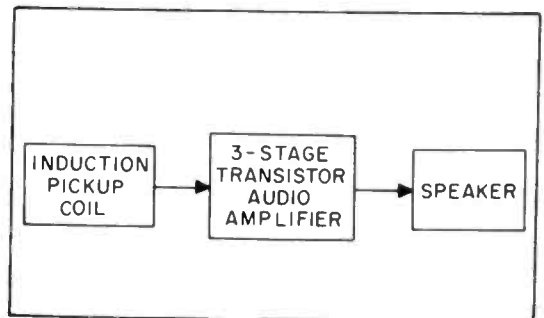 INDUCTION
PICKUP
COIL
3-STAGE
TRANSISTOR
AUDIO
AMPLIFIER
SPEAKER